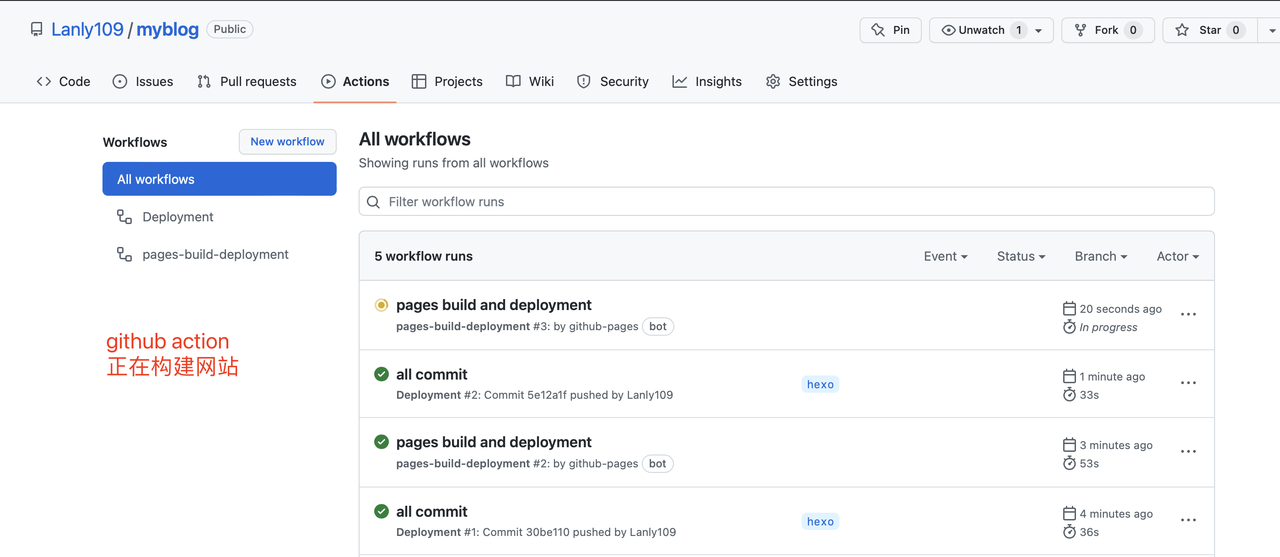 Lanly109 / myblog Public
Pin
Unwatch 1
Fork 0
Star 0
Code
Issues
Pull requests
Actions
Projects
Wiki
Security
Insights
Settings
Workflows
New workflow
All workflows
Deployment
pages-build-deployment
github action
正在构建网站
All workflows
Showing runs from all workflows
Filter workflow runs
5 workflow runs
Event
Status
Branch
Actor
pages build and deployment
pages-build-deployment #3: by github-pages bot
20 seconds ago
In progress
all commit
Deployment #2: Commit 5e12a1f pushed by Lanly109
hexo
1 minute ago
33s
pages build and deployment
pages-build-deployment #2: by github-pages bot
3 minutes ago
53s
all commit
Deployment #1: Commit 30be110 pushed by Lanly109
hexo
4 minutes ago
36s